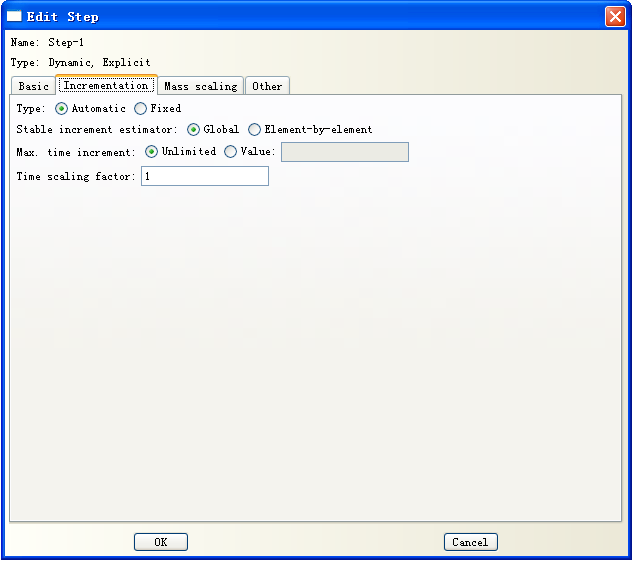 Edit Step
Name: Step-1
Type: Dynamic, Explicit
Basic Incrementation Mass scaling Other
Type: Automatic Fixed
Stable increment estimator: Global Element-by-element
Max. time increment: Unlimited Value:
Time scaling factor: 1
OK Cancel